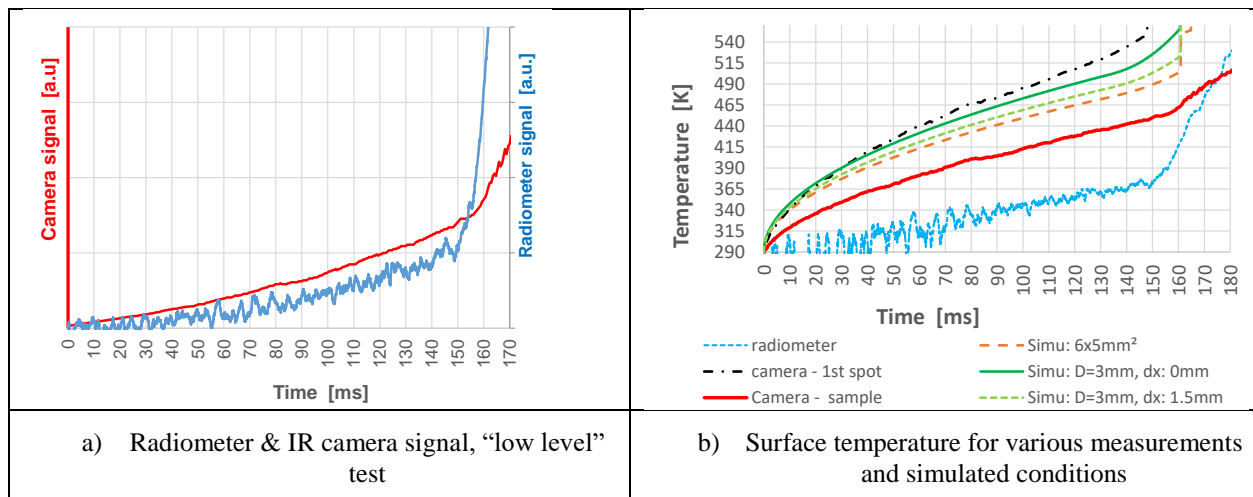 Camera signal [a.u]
Radiometer signal [a.u.]
0 10 20 30 40 50 60 70 80 90 100 110 120 130 140 150 160 170
Time [ms]
540
515
490
465
440
415
390
365
340
315
290
Temperature [K]
0 10 20 30 40 50 60 70 80 90 100 110 120 130 140 150 160 170 180
Time [ms]
radiometer
Simu: 6x5mm²
camera - 1st spot
Simu: D=3mm, dx: 0mm
Camera - sample
Simu: D=3mm, dx: 1.5mm
a) Radiometer & IR camera signal, “low level”
test
b) Surface temperature for various measurements
and simulated conditions